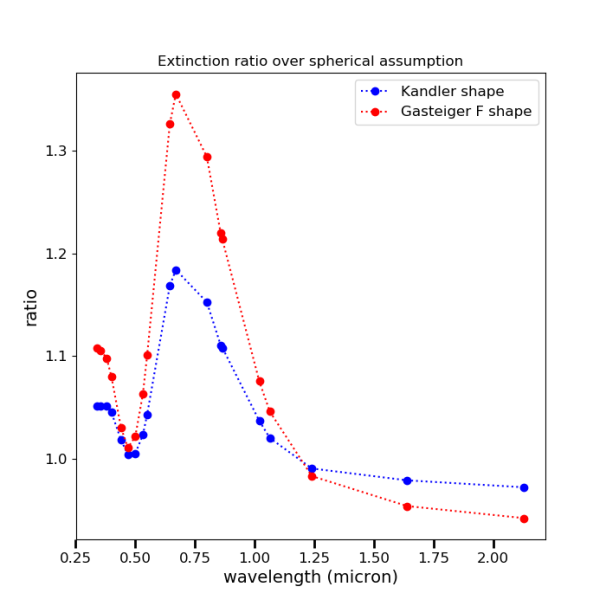 Extinction ratio over spherical assumption
Kandler shape
Gasteiger F shape
ratio
1.3
1.2
1.1
1.0
0.25 0.50 0.75 1.00 1.25 1.50 1.75 2.00
wavelength (micron)